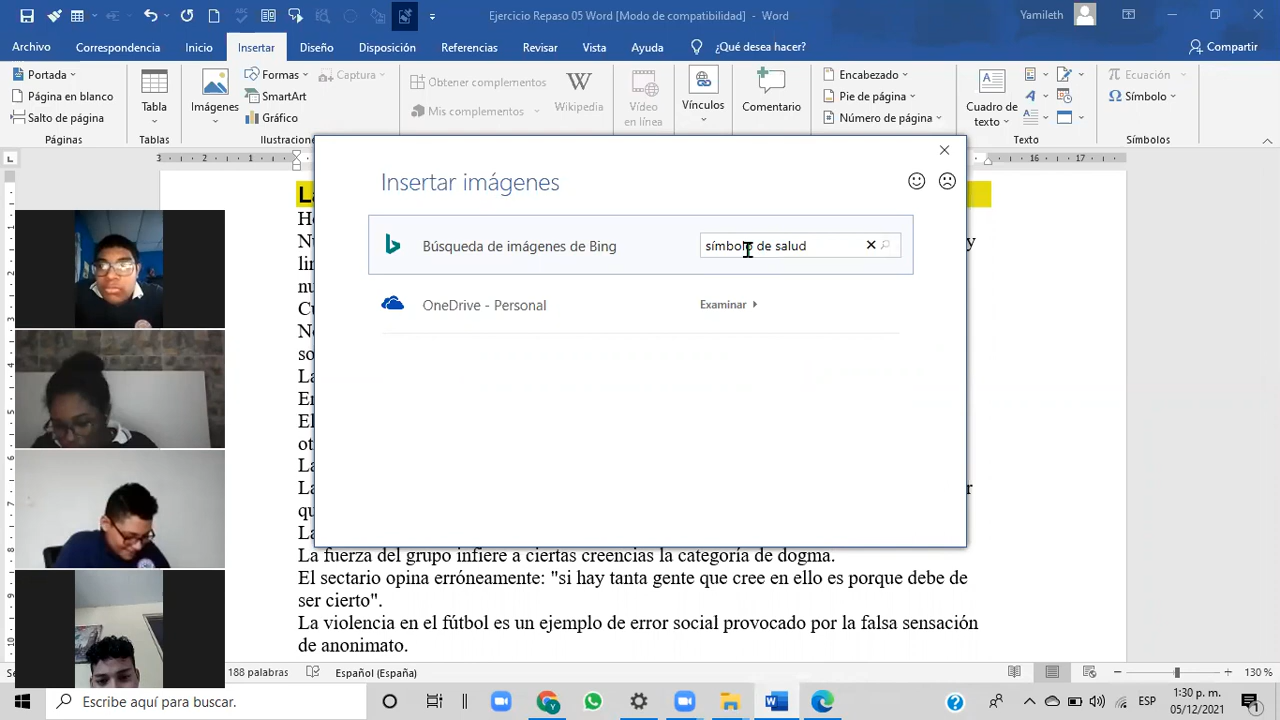 Ejercicio Repaso 05 Word [Modo de compatibilidad] - Word
Yamileth
Archivo Correspondencia Inicio Insertar Diseño Disposición Referencias Revisar Vista Ayuda ¿Qué desea hacer? Compartir
Portada
Página en blanco
Salto de página
Páginas
Tabla
Tablas
Imágenes
Formas
SmartArt
Gráfico
Captura
Ilustracione
Obtener complementos
Mis complementos
Wikipedia
Vídeo
en línea
Vínculos
Comentario
Encabezado
Pie de página
Número de página
Cuadro de
texto
Texto
Ecuación
Símbolo
Símbolos
3 2 1 16 17
Insertar imágenes
Búsqueda de imágenes de Bing
símbolo de salud
OneDrive - Personal
Examinar
La fuerza del grupo infiere a ciertas creencias la categoría de dogma.
El sectario opina erróneamente: "si hay tanta gente que cree en ello es porque debe de
ser cierto".
La violencia en el fútbol es un ejemplo de error social provocado por la falsa sensación
de anonimato.
188 palabras Español (España) 130 %
Escribe aquí para buscar.
ESP
1:30 p. m.
05/12/2021